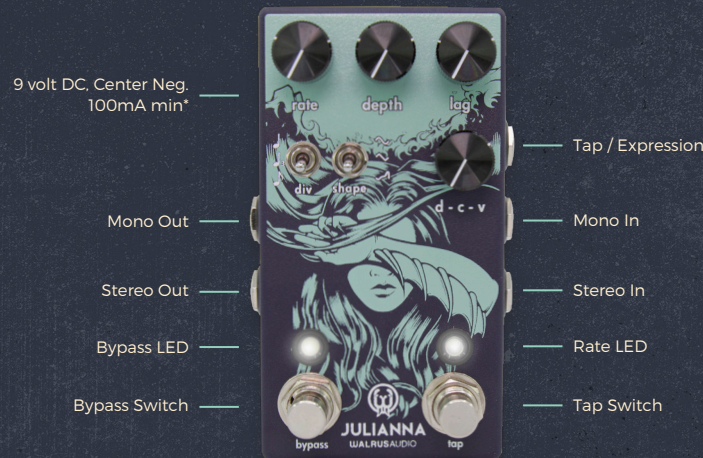 9 volt DC, Center Neg.
100mA min*
Mono Out
Stereo Out
Bypass LED
Bypass Switch
rate
depth
lag
div
shape
d - c - v
JULIANNA
WALRUSAUDIO
bypass
tap
Tap / Expression
Mono In
Stereo In
Rate LED
Tap Switch